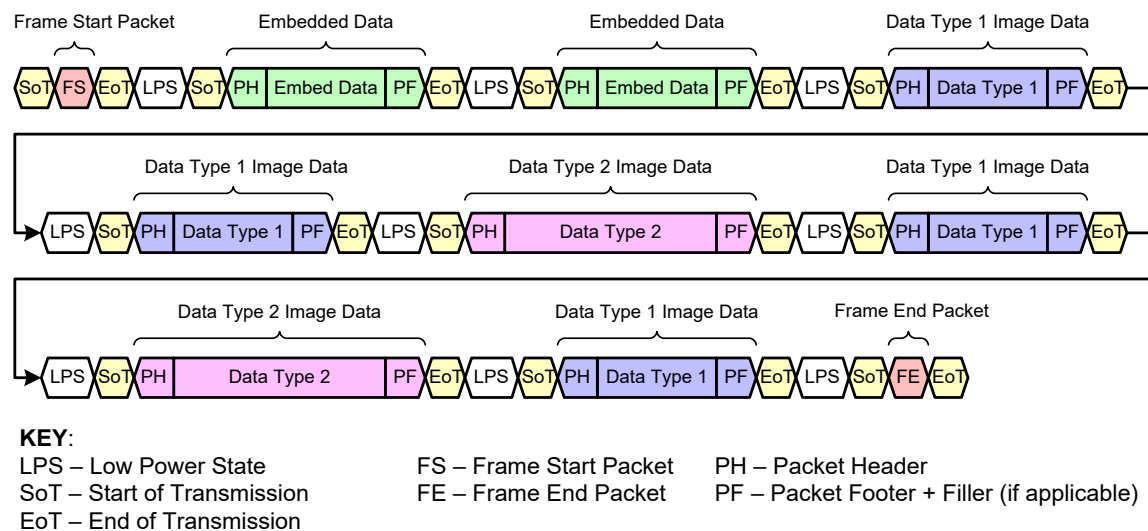 Frame Start Packet Embedded Data Embedded Data Data Type 1 Image Data
SoT FS EoT LPS SoT PH Embed Data PF EoT LPS SoT PH Embed Data PF EoT LPS SoT PH Data Type 1 PF EoT
Data Type 1 Image Data Data Type 2 Image Data Data Type 1 Image Data
LPS SoT PH Data Type 1 PF EoT LPS SoT PH Data Type 2 PF EoT LPS SoT PH Data Type 1 PF EoT
Data Type 2 Image Data Data Type 1 Image Data Frame End Packet
LPS SoT PH Data Type 2 PF EoT LPS SoT PH Data Type 1 PF EoT LPS SoT FE EoT
KEY:
LPS – Low Power State FS – Frame Start Packet PH – Packet Header
SoT – Start of Transmission FE – Frame End Packet PF – Packet Footer + Filler (if applicable)
EoT – End of Transmission